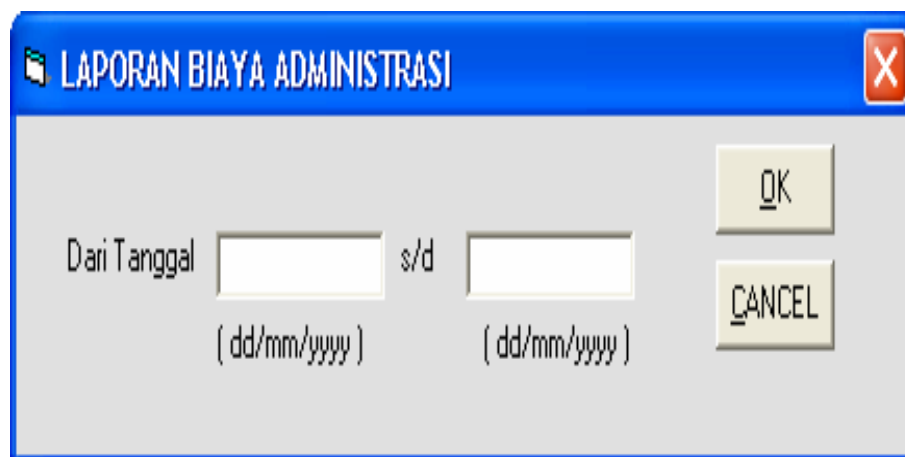 LAPORAN BIAYA ADMINISTRASI
OK
Dari Tanggal s/d
CANCEL
( dd/mm/yyyy ) ( dd/mm/yyyy )